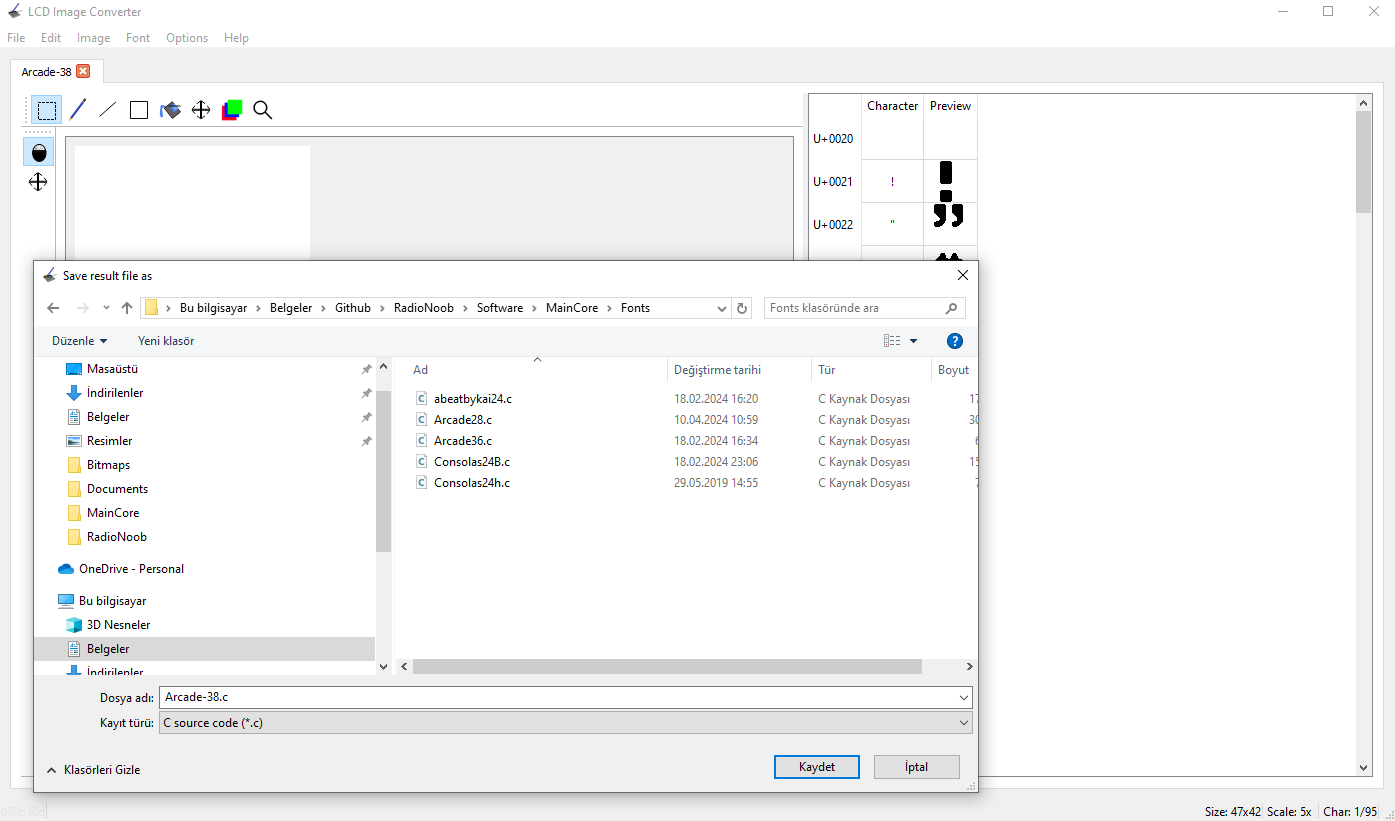 LCD Image Converter
File Edit Image Font Options Help
Arcade-38
Character Preview
U+0020
U+0021 ! !
U+0022 " "
Save result file as
Bu bilgisayar > Belgeler > Github > RadioNoob > Software > MainCore > Fonts
Fonts klasöründe ara
Düzenle Yeni klasör
Masaüstü
İndirilenler
Belgeler
Resimler
Bitmaps
Documents
MainCore
RadioNoob
OneDrive - Personal
Bu bilgisayar
3D Nesneler
Belgeler
İndirilenler
Ad Değiştirme tarihi Tür Boyut
abeatbykai24.c 18.02.2024 16:20 C Kaynak Dosyası 17
Arcade28.c 10.04.2024 10:59 C Kaynak Dosyası 30
Arcade36.c 18.02.2024 16:34 C Kaynak Dosyası
Consolas24B.c 18.02.2024 23:06 C Kaynak Dosyası 15
Consolas24h.c 29.05.2019 14:55 C Kaynak Dosyası 7
Dosya adı: Arcade-38.c
Kayıt türü: C source code (*.c)
Klasörleri Gizle
Kaydet İptal
Size: 47x42 Scale: 5x Char: 1/95